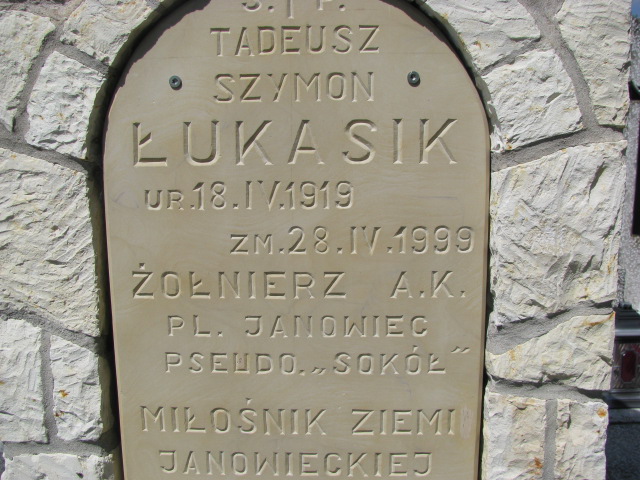 Ś.†P.
TADEUSZ
SZYMON
ŁUKASIK
UR.18.IV.1919
ZM.28.IV.1999
ŻOŁNIERZ A.K.
PL. JANOWIEC
PSEUDO. „SOKÓŁ”
MIŁOŚNIK ZIEMI
JANOWIECKIEJ